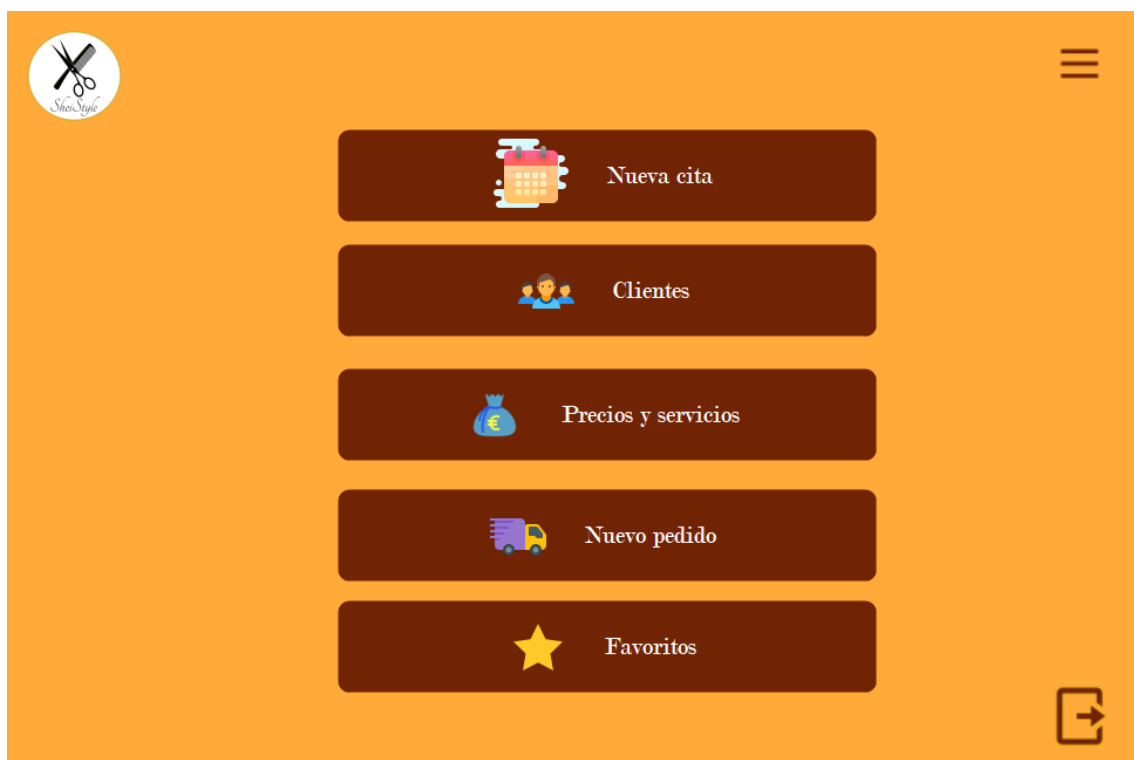 SheiStyle
Nueva cita
Clientes
Precios y servicios
Nuevo pedido
Favoritos